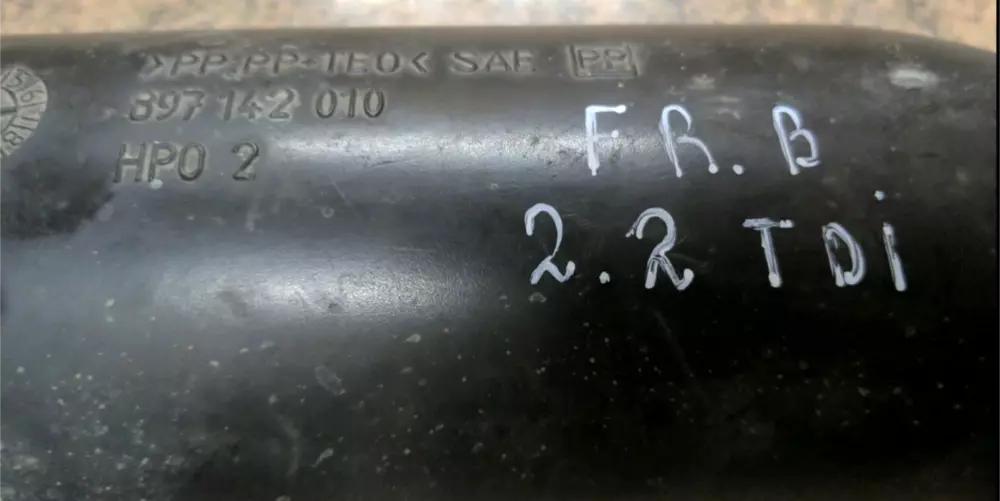 >PP.PP-TEO< SAE PP
897 142 010
HPO 2
F R. B
2.2 TDi